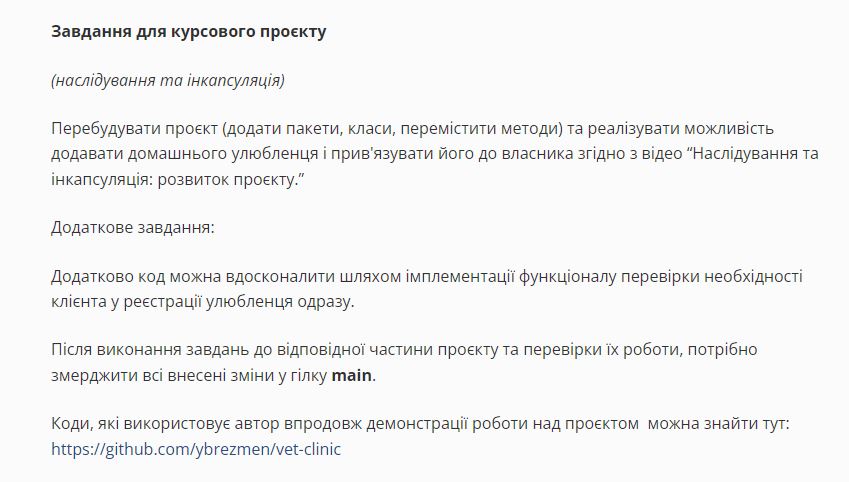 Завдання для курсового проєкту
(наслідування та інкапсуляція)
Перебудувати проєкт (додати пакети, класи, перемістити методи) та реалізувати можливість
додавати домашнього улюбленця і прив'язувати його до власника згідно з відео “Наслідування та
інкапсуляція: розвиток проєкту.”
Додаткове завдання:
Додатково код можна вдосконалити шляхом імплементації функціоналу перевірки необхідності
клієнта у реєстрації улюбленця одразу.
Після виконання завдань до відповідної частини проєкту та перевірки їх роботи, потрібно
змерджити всі внесені зміни у гілку main.
Коди, які використовує автор впродовж демонстрації роботи над проєктом  можна знайти тут:
https://github.com/ybrezmen/vet-clinic